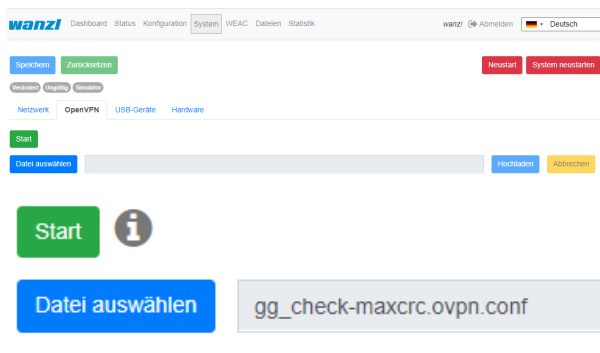 wanzl Dashboard Status Konfiguration System WEAC Dateien Statistik wanzl Abmelden Deutsch
Speichern Zurücksetzen Neustart System neustarten
Verändert Ungültig Simulator
Netzwerk OpenVPN USB-Geräte Hardware
Start
Datei auswählen Hochladen Abbrechen
Start
Datei auswählen gg_check-maxcrc.ovpn.conf